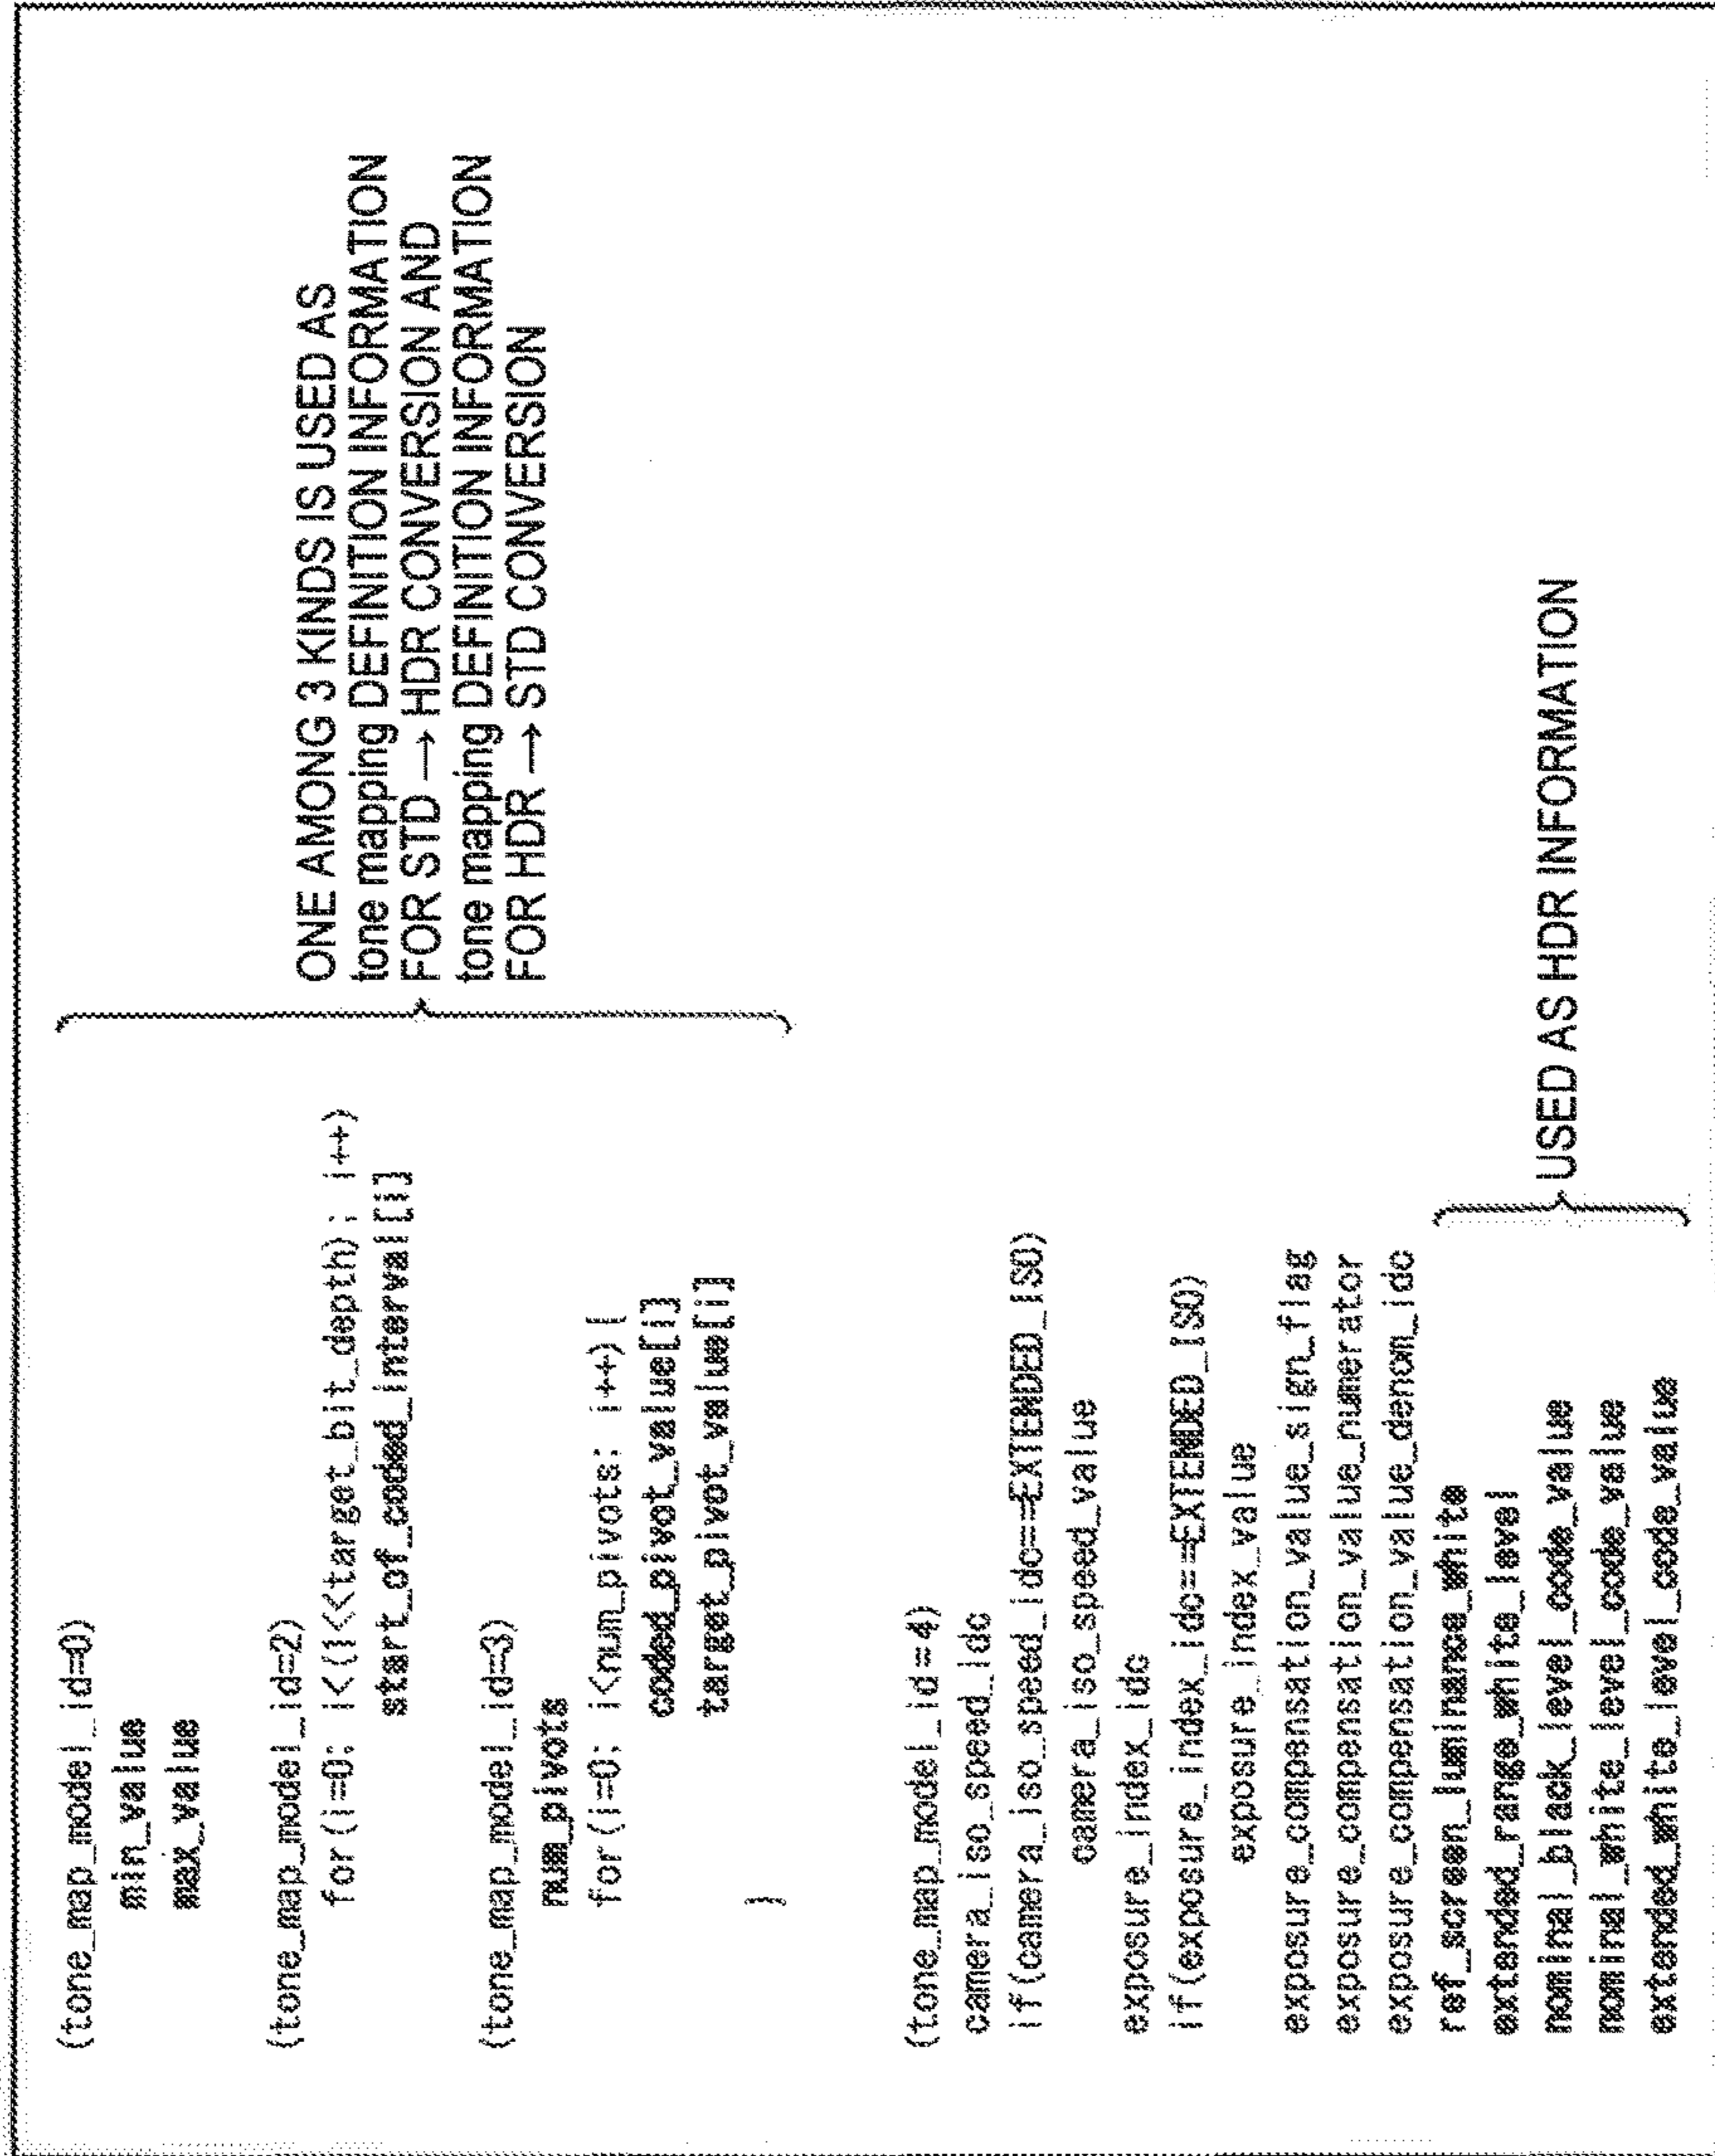 (tone_map_model_id=0)
min_value
max_value
(tone_map_model_id=2)
for(i=0; i<(1<<target_bit_depth); i++)
start_of_coded_interval[i]
(tone_map_model_id=3)
num_pivots
for(i=0; i<num_pivots; i++){
coded_pivot_value[i]
target_pivot_value[i]
}
ONE AMONG 3 KINDS IS USED AS
tone mapping DEFINITION INFORMATION
FOR STD → HDR CONVERSION AND
tone mapping DEFINITION INFORMATION
FOR HDR → STD CONVERSION
(tone_map_model_id=4)
camera_iso_speed_idc
if(camera_iso_speed_idc==EXTENDED_ISO)
camera_iso_speed_value
exposure_index_idc
if(exposure_index_idc==EXTENDED_ISO)
exposure_index_value
exposure_compensation_value_sign_flag
exposure_compensation_value_numerator
exposure_compensation_value_denom_idc
ref_screen_luminance_white
extended_range_white_level
nominal_black_level_code_value
nominal_white_level_code_value
extended_white_level_code_value
USED AS HDR INFORMATION